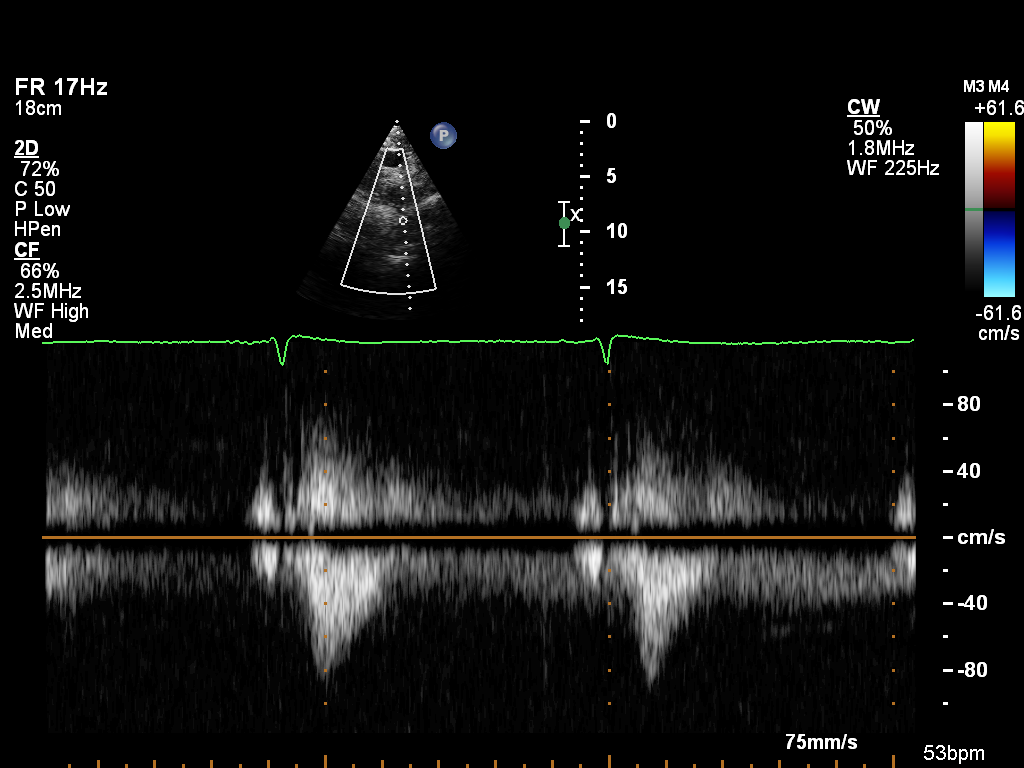 FR 17Hz
18cm
2D
72%
C 50
P Low
HPen
CF
66%
2.5MHz
WF High
Med
P
0
5
X
10
15
CW
50%
1.8MHz
WF 225Hz
M3 M4
+61.6
-61.6
cm/s
80
40
cm/s
-40
-80
75mm/s
53bpm